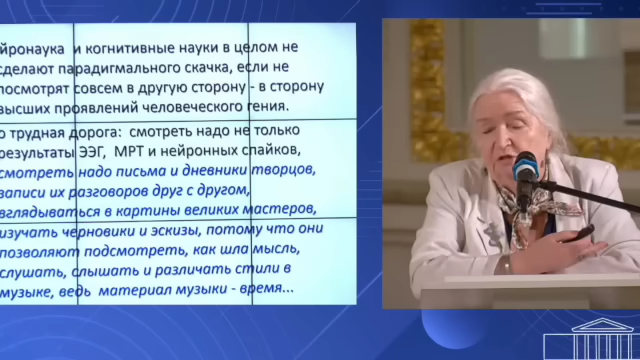 йронаука и когнитивные науки в целом не
сделают парадигмального скачка, если не
посмотрят совсем в другую сторону - в сторону
высших проявлений человеческого гения.
о трудная дорога: смотреть надо не только
результаты ЭЭГ, МРТ и нейронных спайков,
смотреть надо письма и дневники творцов,
записи их разговоров друг с другом,
вглядываться в картины великих мастеров,
изучать черновики и эскизы, потому что они
позволяют подсмотреть, как шла мысль,
слушать, слышать и различать стили в
музыке, ведь материал музыки - время...